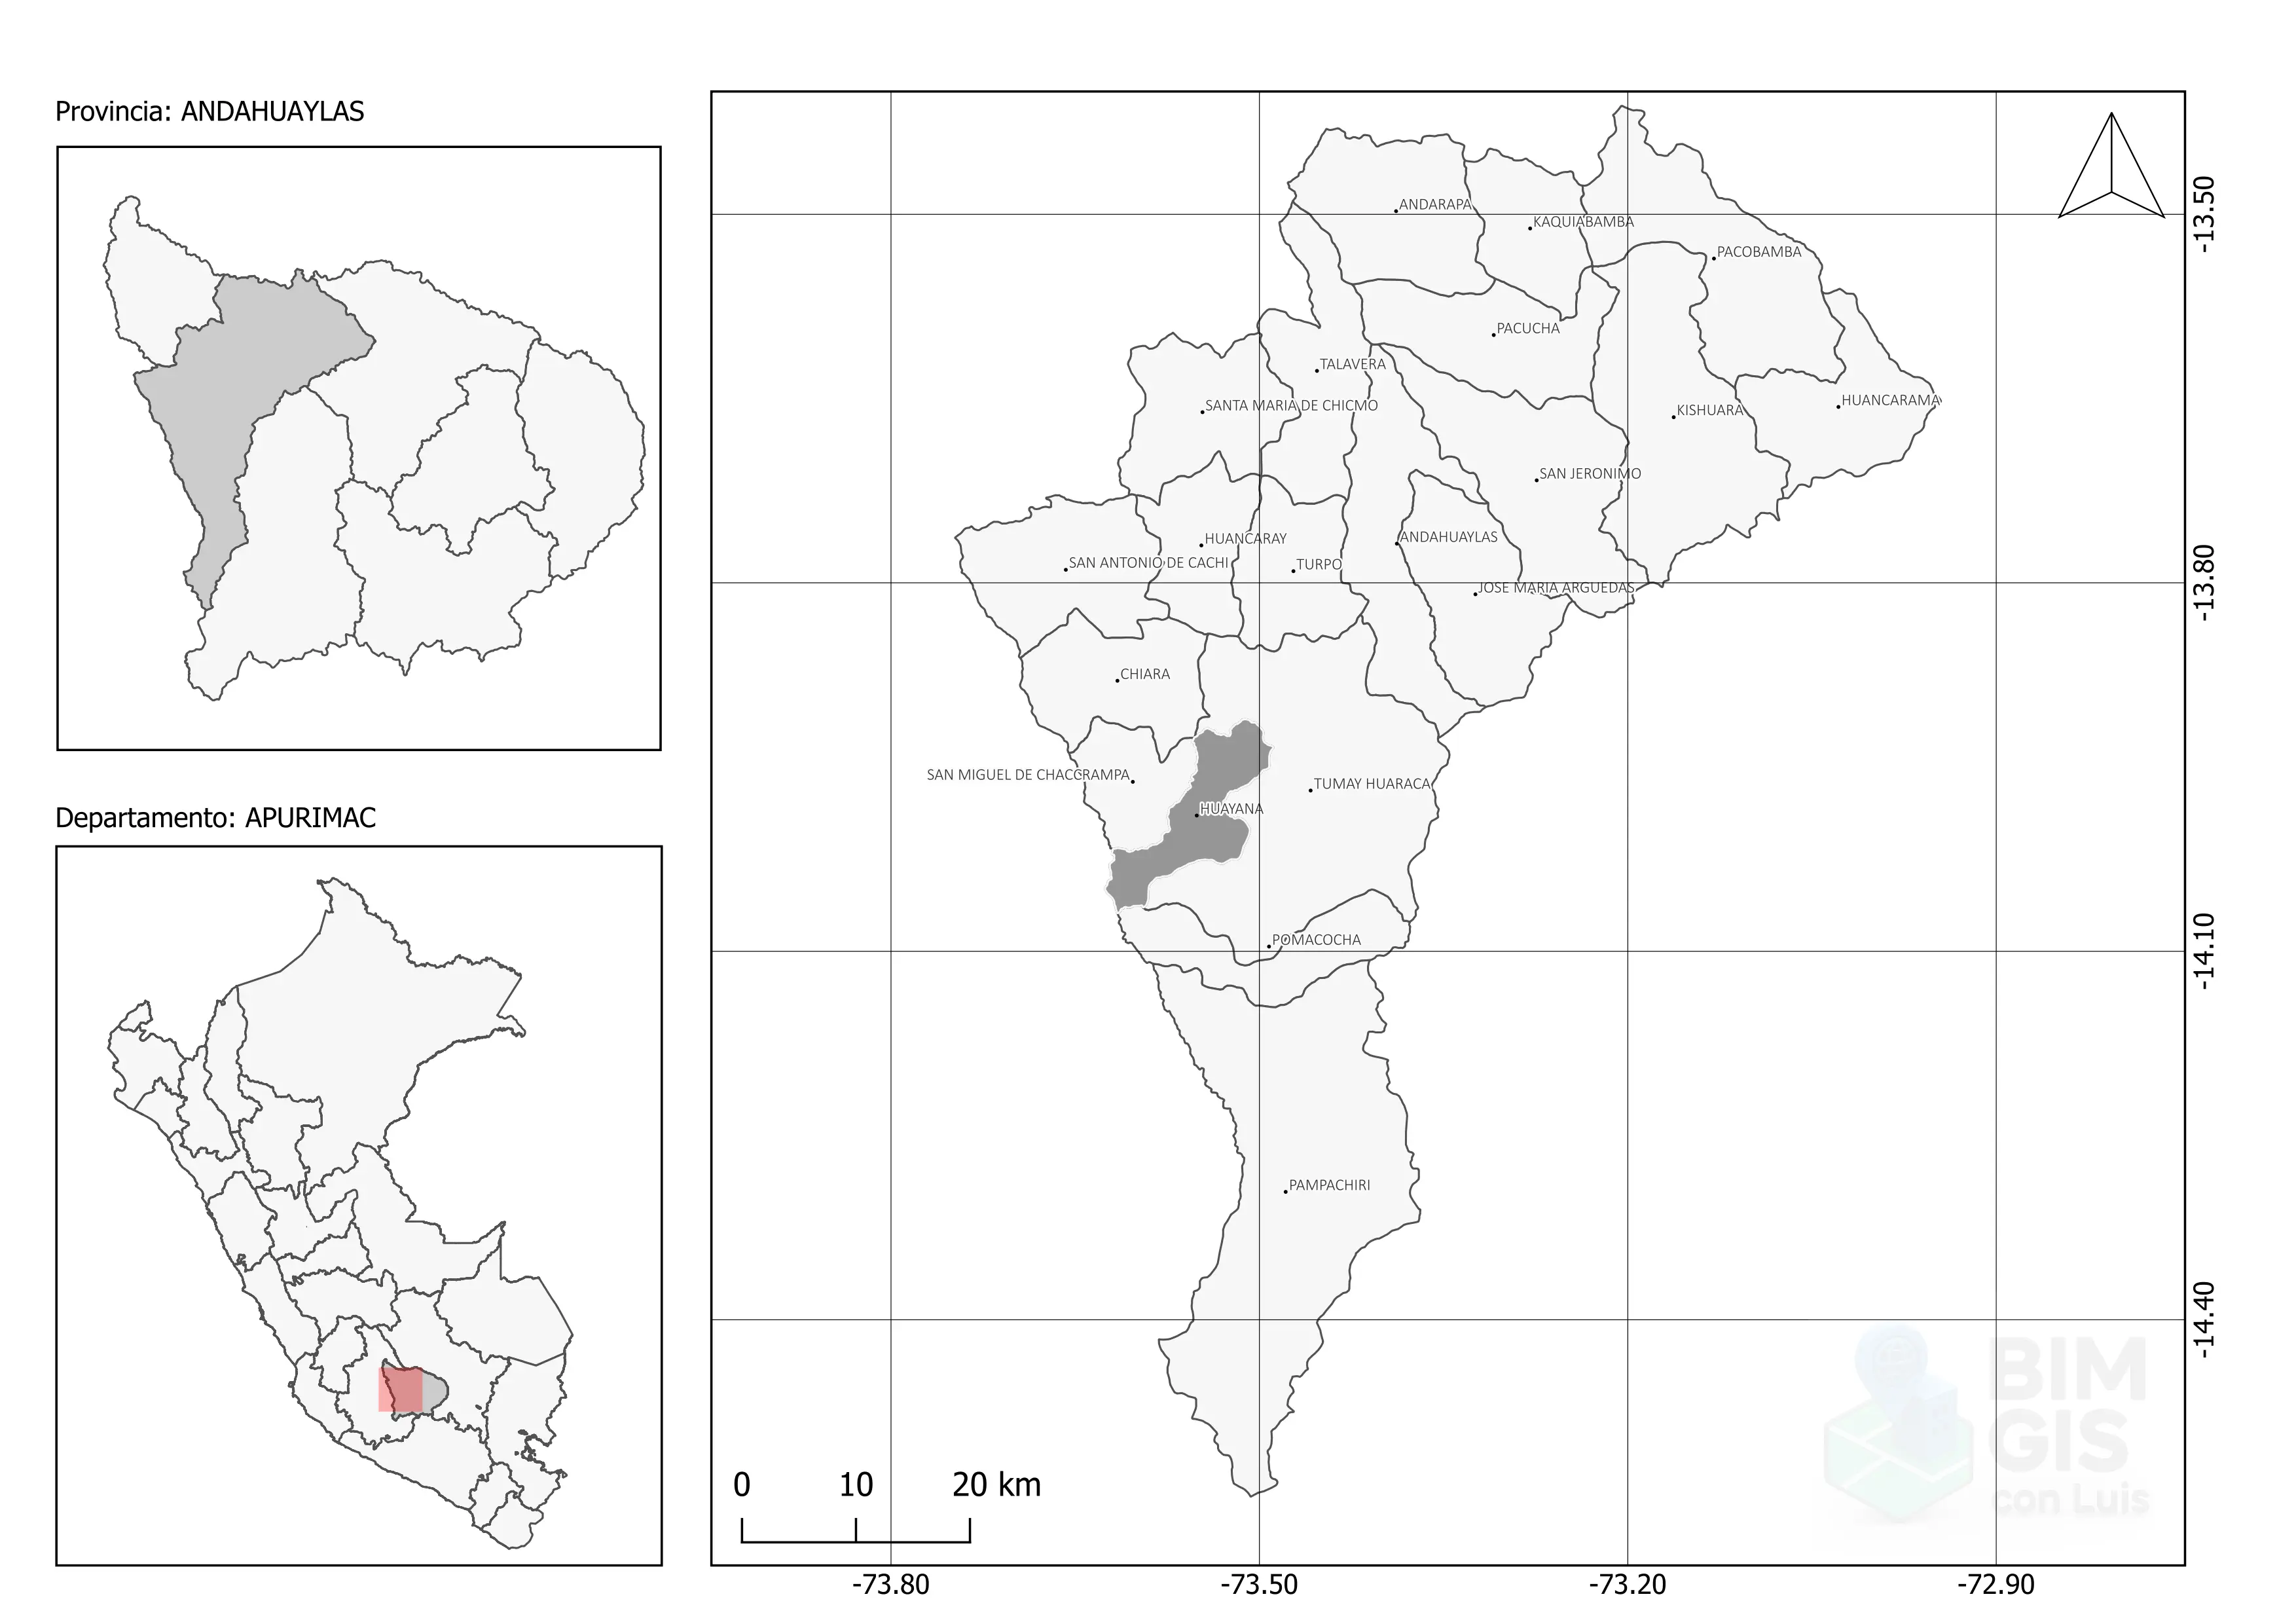 Provincia: ANDAHUAYLAS
Departamento: APURIMAC
ANDARAPA
KAQUIABAMBA
PACOBAMBA
PACUCHA
TALAVERA
SANTA MARIA DE CHICMO
KISHUARA
HUANCARAMA
SAN JERONIMO
HUANCARAY
ANDAHUAYLAS
SAN ANTONIO DE CACHI
TURPO
JOSE MARIA ARGUEDAS
CHIARA
SAN MIGUEL DE CHACCRAMPA
TUMAY HUARACA
HUAYANA
POMACOCHA
PAMPACHIRI
-13.50
-13.80
-14.10
-14.40
0 10 20 km
-73.80 -73.50 -73.20 -72.90
BIM
GIS
con Luis